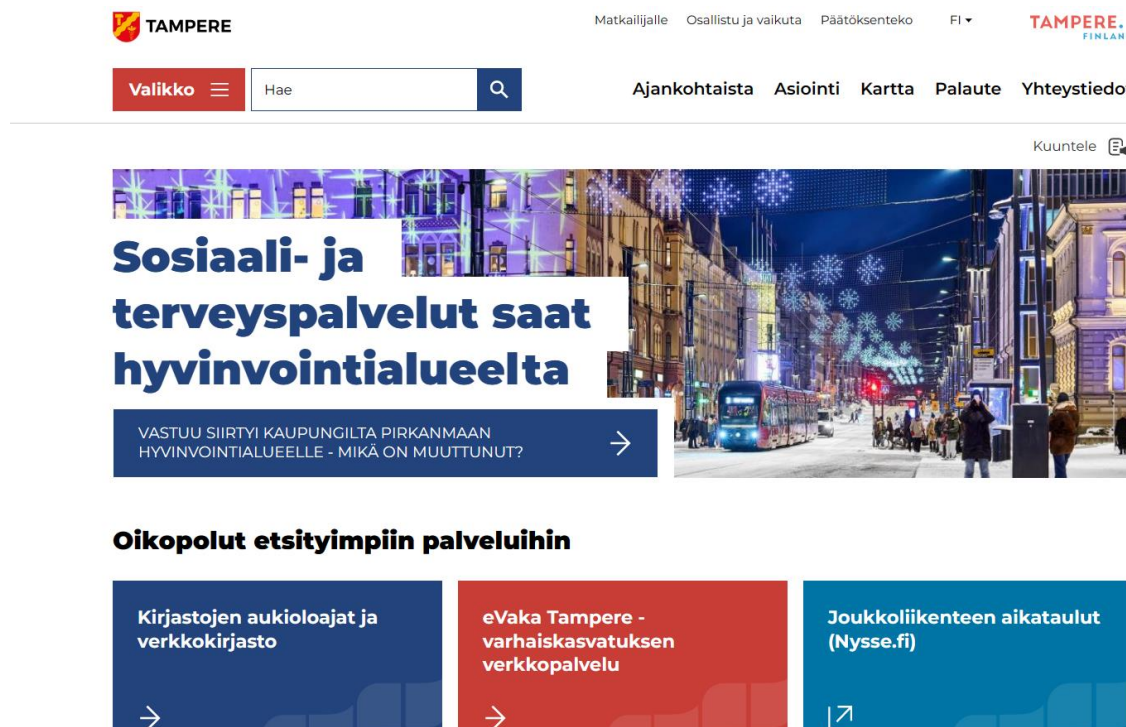 TAMPERE
Matkailijalle Osallistu ja vaikuta Päätöksenteko FI
TAMPERE.
FINLAN
Valikko
Hae
Ajankohtaista Asiointi Kartta Palaute Yhteystiedo
Kuuntele
Sosiaali- ja
terveyspalvelut saat
hyvinvointialueelta
VASTUU SIIRTYI KAUPUNGILTA PIRKANMAAN
HYVINVOINTIALUEELLE - MIKÄ ON MUUTTUNUT?
Oikopolut etsityimpiin palveluihin
Kirjastojen aukioloajat ja
verkkokirjasto
eVaka Tampere -
varhaiskasvatuksen
verkkopalvelu
Joukkoliikenteen aikataulut
(Nysse.fi)